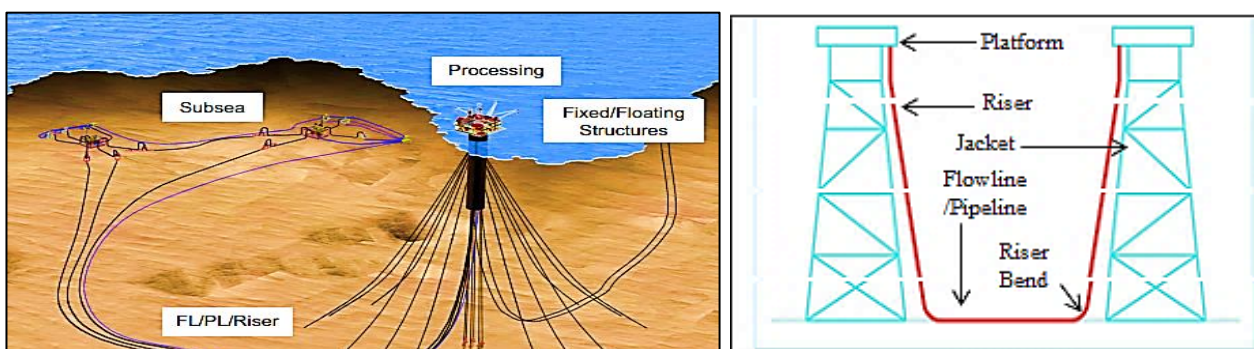 Processing
Subsea
Fixed/Floating
Structures
FL/PL/Riser
Platform
Riser
Jacket
Flowline
/Pipeline
Riser
Bend